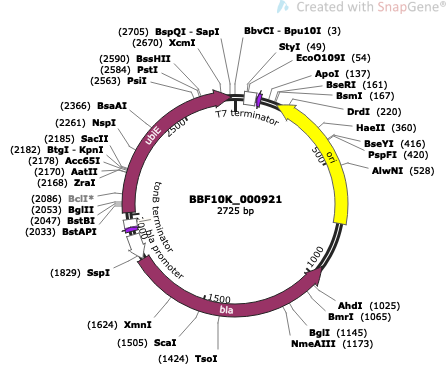 Created with SnapGene®
(2705) BspQI - SapI
(2670) XcmI
(2590) BssHII
(2584) PstI
(2563) PsiI
(2366) BsaAI
(2261) NspI
(2185) SacII
(2182) BtgI - KpnI
(2178) Acc65I
(2170) AatII
(2168) ZraI
(2086) BclI*
(2053) BglII
(2047) BstBI
(2033) BstAPI
(1829) SspI
(1624) XmnI
(1505) ScaI
(1424) TsoI
BbvCI - Bpu10I (3)
StyI (49)
EcoO109I (54)
ApoI (137)
BseRI (161)
BsmI (167)
DrdI (220)
HaeII (360)
BseYI (416)
PspFI (420)
AlwNI (528)
AhdI (1025)
BmrI (1065)
BglI (1145)
NmeAIII (1173)
T7 terminator
ubiE
2500
ori
500
BBF10K_000921
2725 bp
tonB terminator
bla promoter
1000
1500
bla